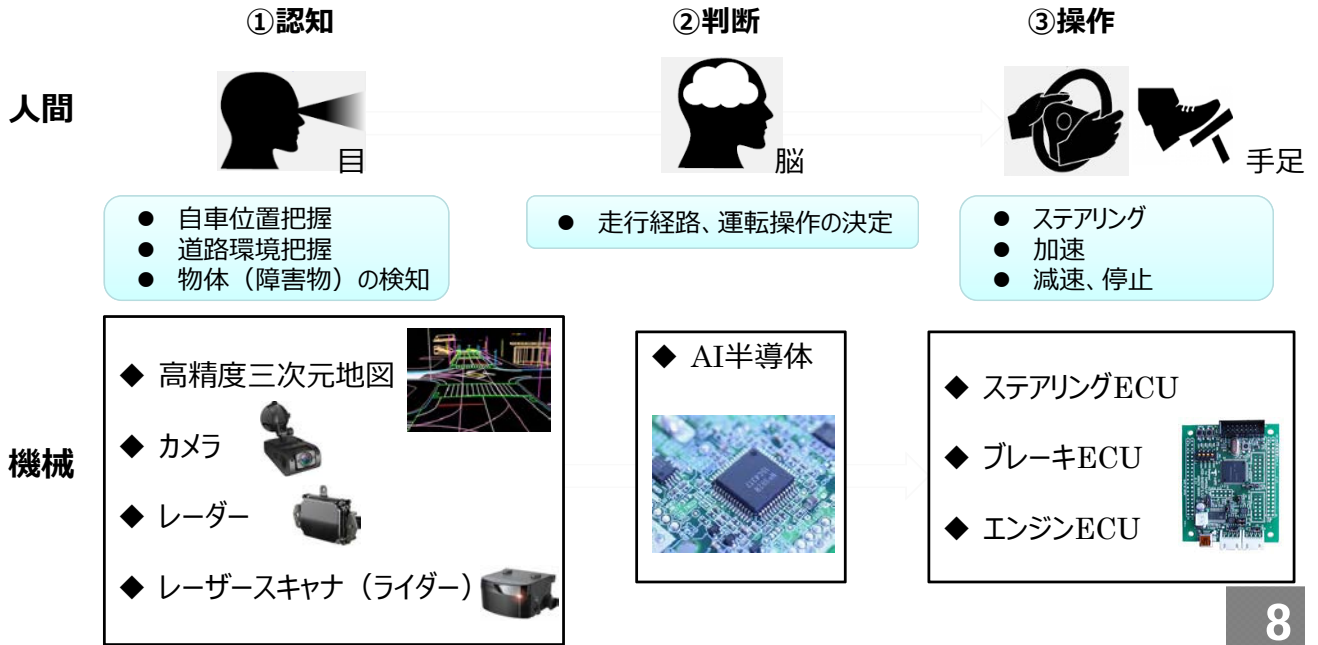 ①認知
②判断
③操作
人間
目
脳
手足
● 自車位置把握
● 道路環境把握
● 物体（障害物）の検知
● 走行経路、運転操作の決定
● ステアリング
● 加速
● 減速、停止
機械
◆ 高精度三次元地図
◆ カメラ
◆ レーダー
◆ レーザースキャナ（ライダー）
◆ AI半導体
◆ ステアリングECU
◆ ブレーキECU
◆ エンジンECU
8